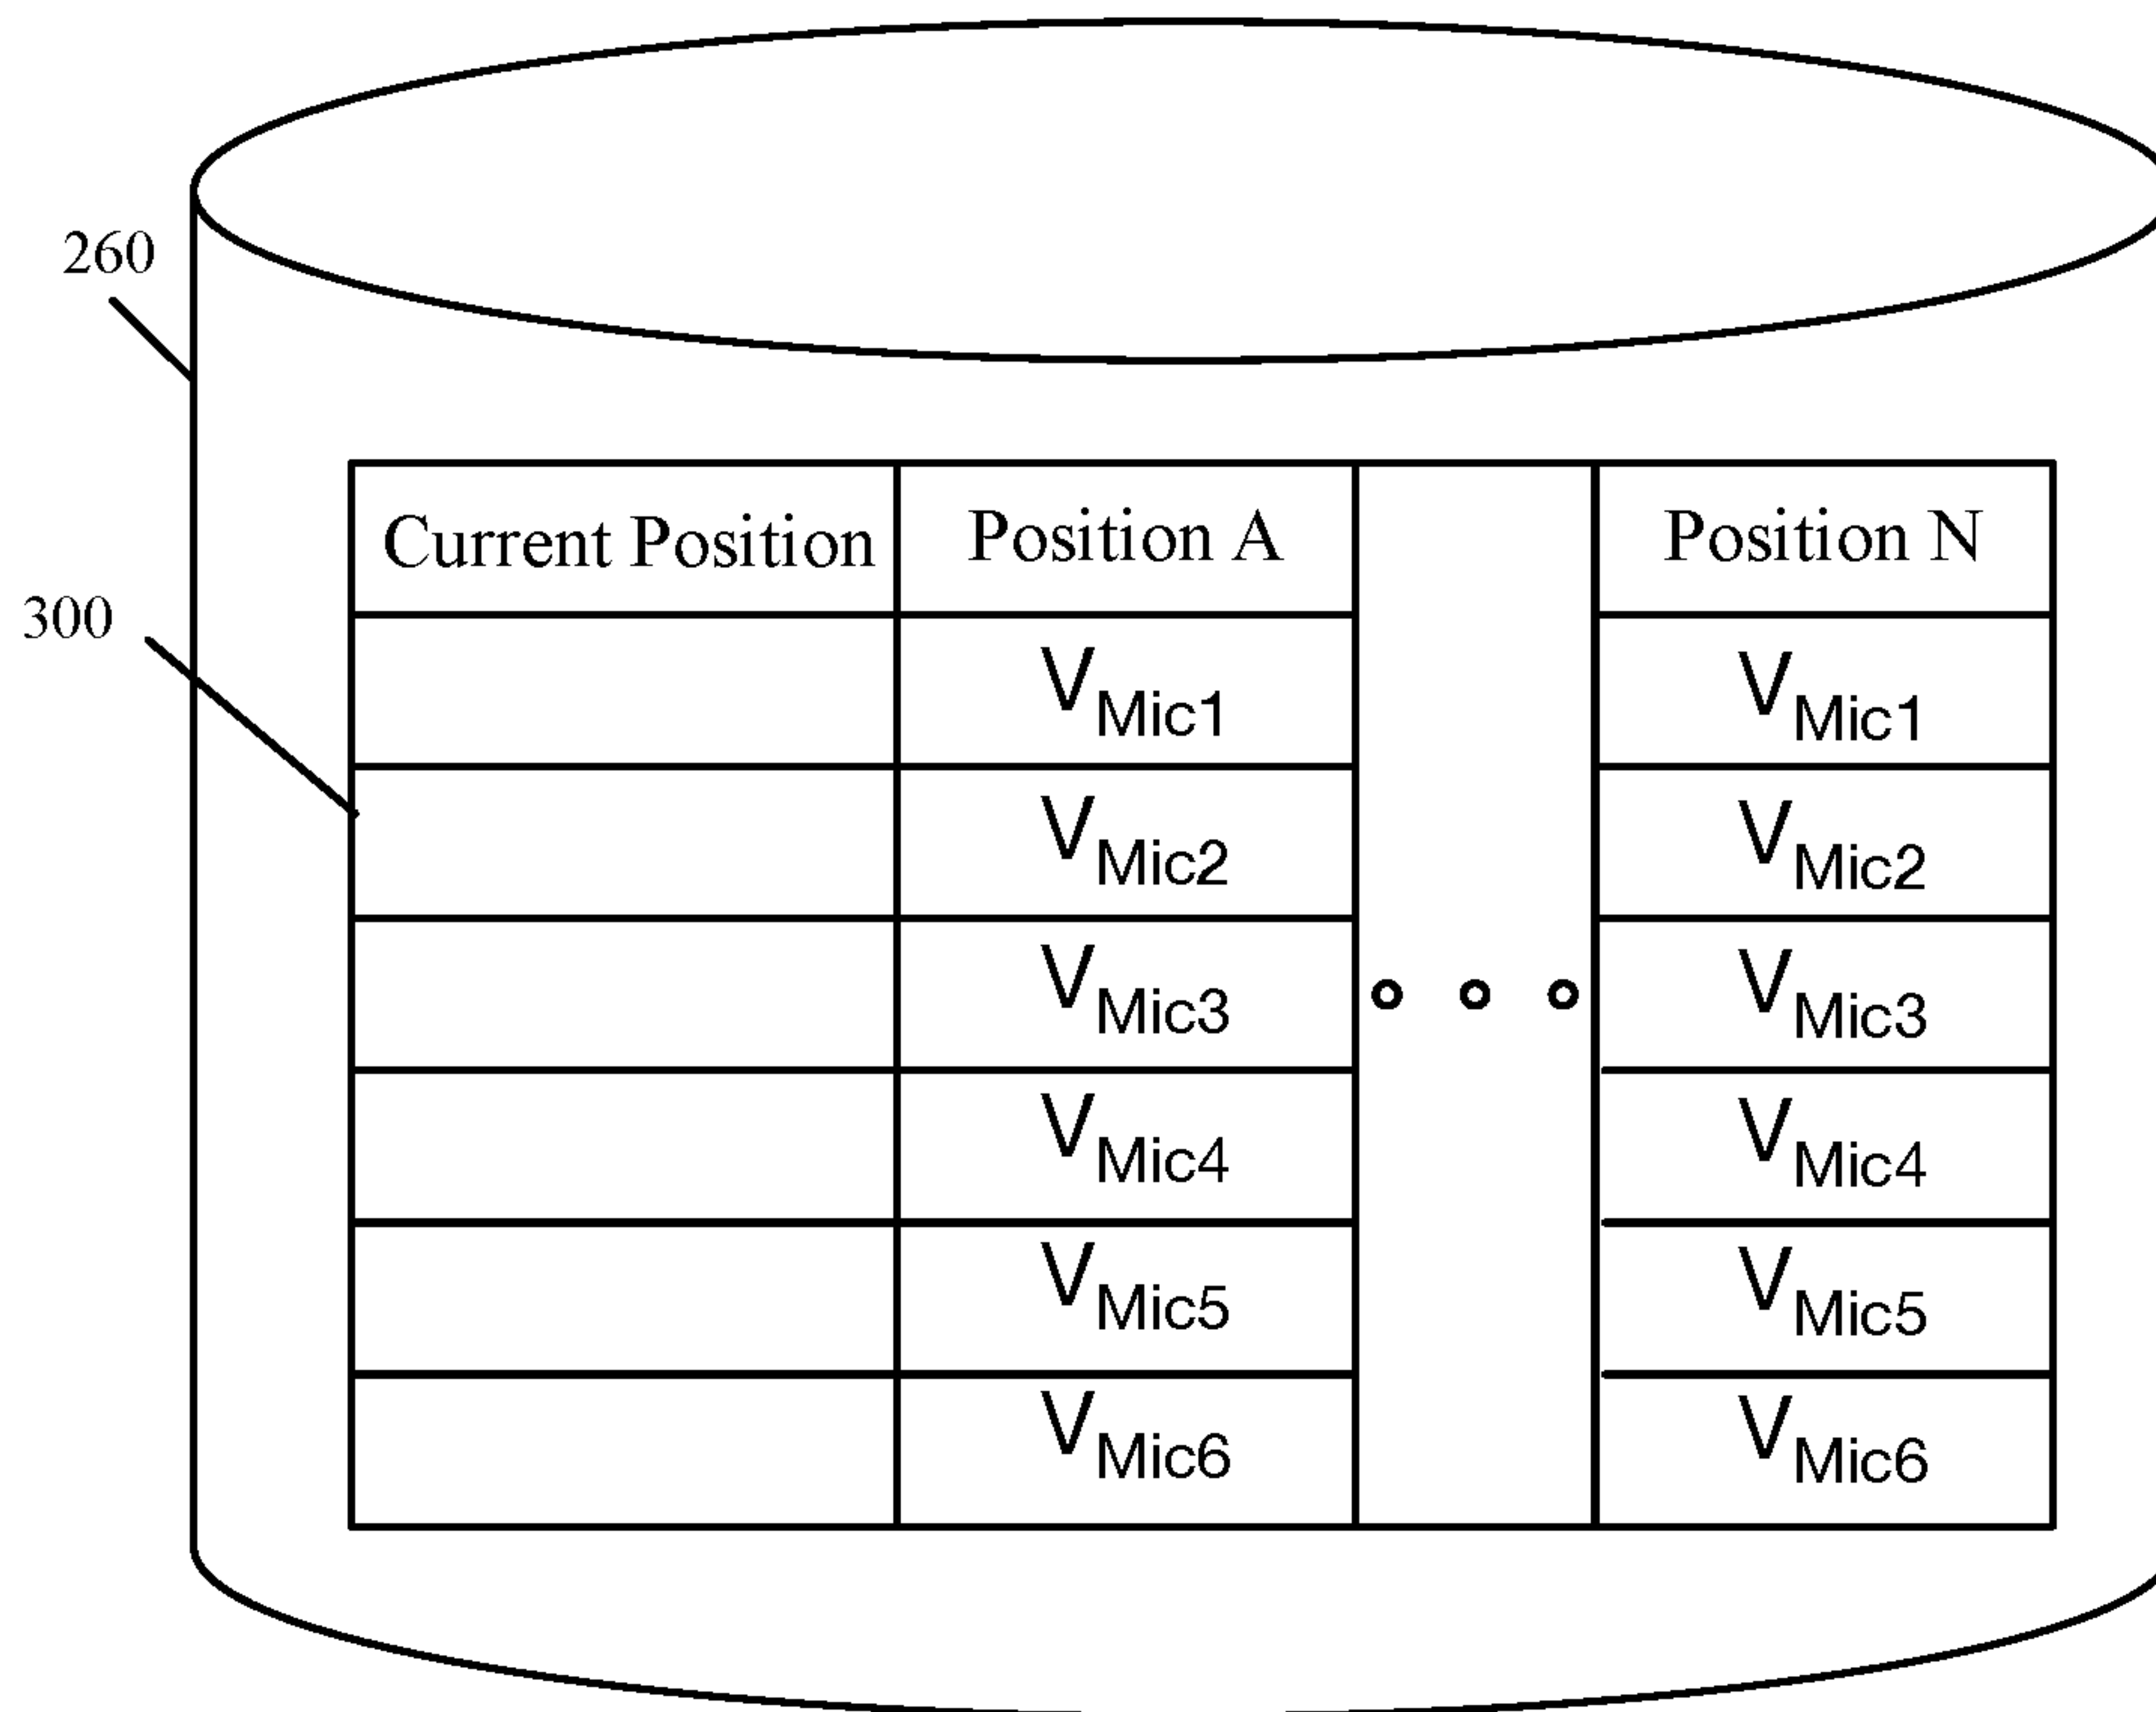 260
Current Position Position A Position N
300
VMic1 VMic1
VMic2 VMic2
VMic3 VMic3
VMic4 VMic4
VMic5 VMic5
VMic6 VMic6